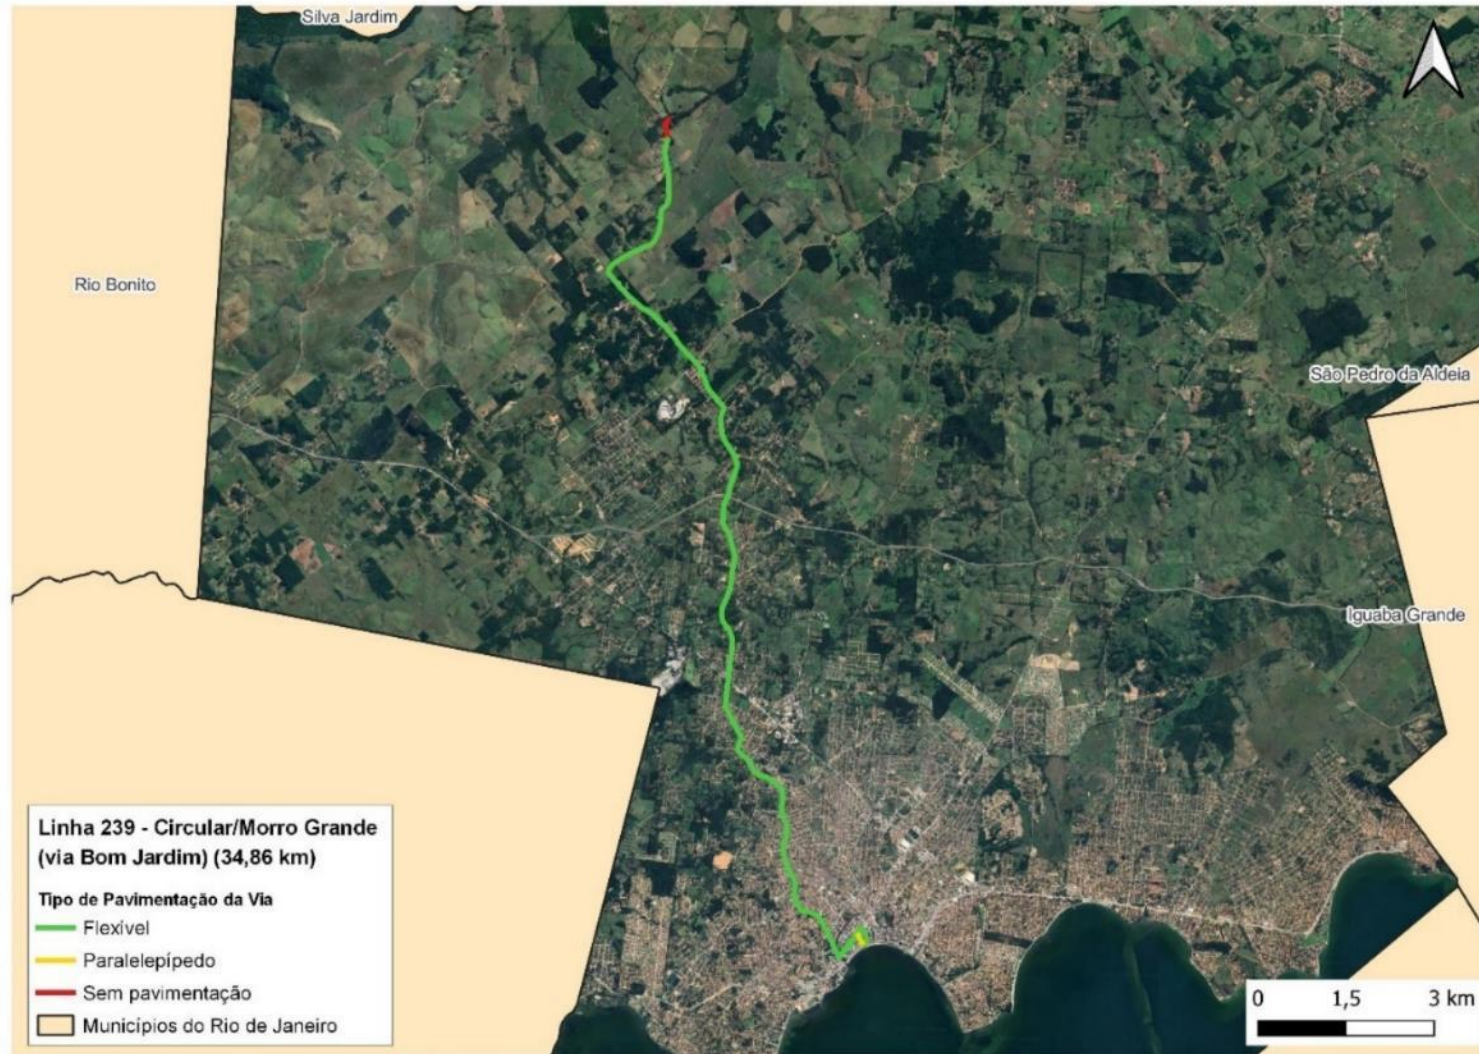 Silva Jardim
Rio Bonito
São Pedro da Aldeia
Iguaba Grande
Linha 239 - Circular/Morro Grande
(via Bom Jardim) (34,86 km)
Tipo de Pavimentação da Via
Flexível
Paralelepípedo
Sem pavimentação
Municípios do Rio de Janeiro
0 1,5 3 km